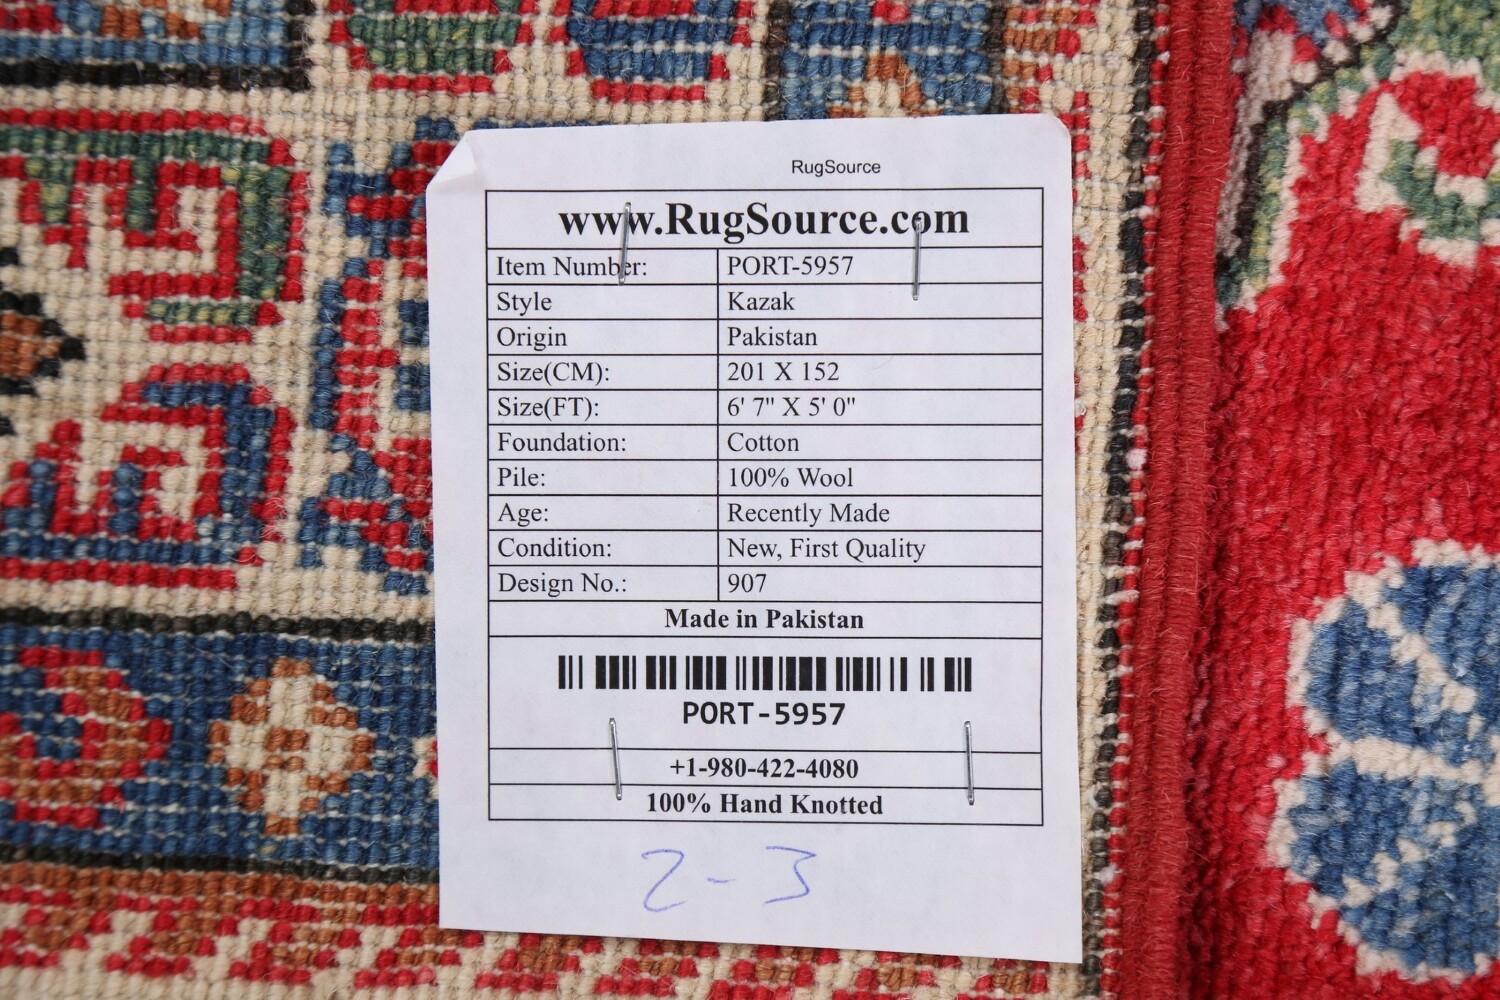 RugSource
www.RugSource.com
Item Number: PORT-5957
Style Kazak
Origin Pakistan
Size(CM): 201 X 152
Size(FT): 6' 7" X 5' 0"
Foundation: Cotton
Pile: 100% Wool
Age: Recently Made
Condition: New, First Quality
Design No.: 907
Made in Pakistan
PORT-5957
+1-980-422-4080
100% Hand Knotted
2-3